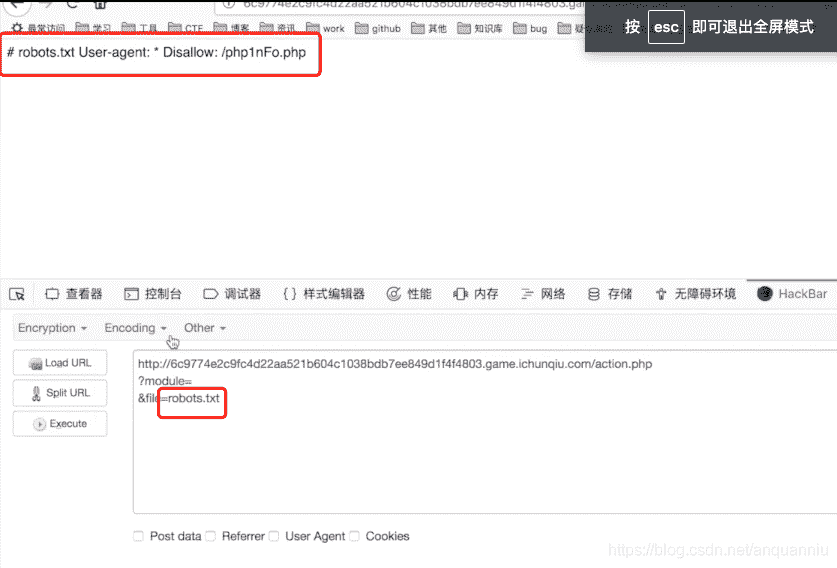 6c9774e2c9fc4d22aa521b604c1038bdb7ee849d1f4f4803.gam
按 esc 即可退出全屏模式
最常访问 学习 工具 CTF 博客 资讯 work github 其他 知识库 bug
# robots.txt User-agent: * Disallow: /php1nFo.php
查看器 控制台 调试器 {} 样式编辑器 性能 内存 网络 存储 无障碍环境 HackBar
Encryption Encoding Other
Load URL
Split URL
Execute
http://6c9774e2c9fc4d22aa521b604c1038bdb7ee849d1f4f4803.game.ichunqiu.com/action.php
?module=
&file=robots.txt
Post data Referrer User Agent Cookies
https://blog.csdn.net/anquanniu